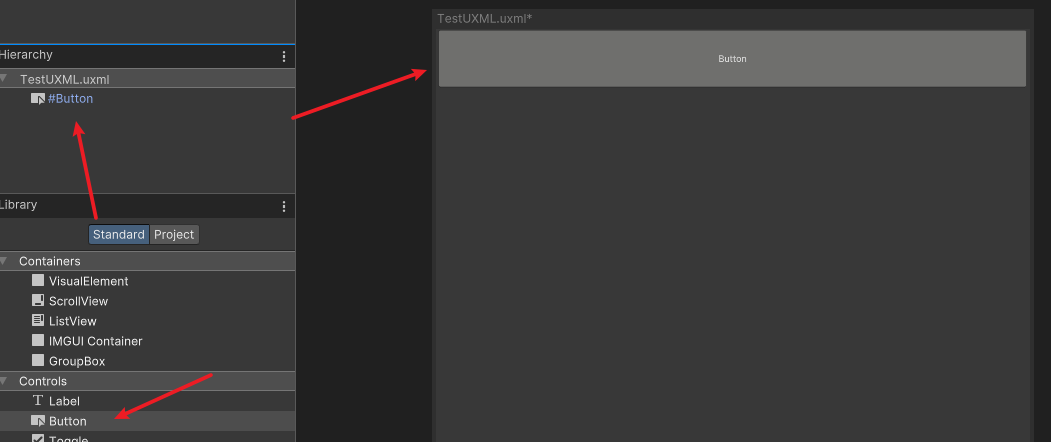 Hierarchy
TestUXML.uxml
#Button
Library
Standard
Project
Containers
VisualElement
ScrollView
ListView
IMGUI Container
GroupBox
Controls
Label
Button
Toggle
TestUXML.uxml*
Button